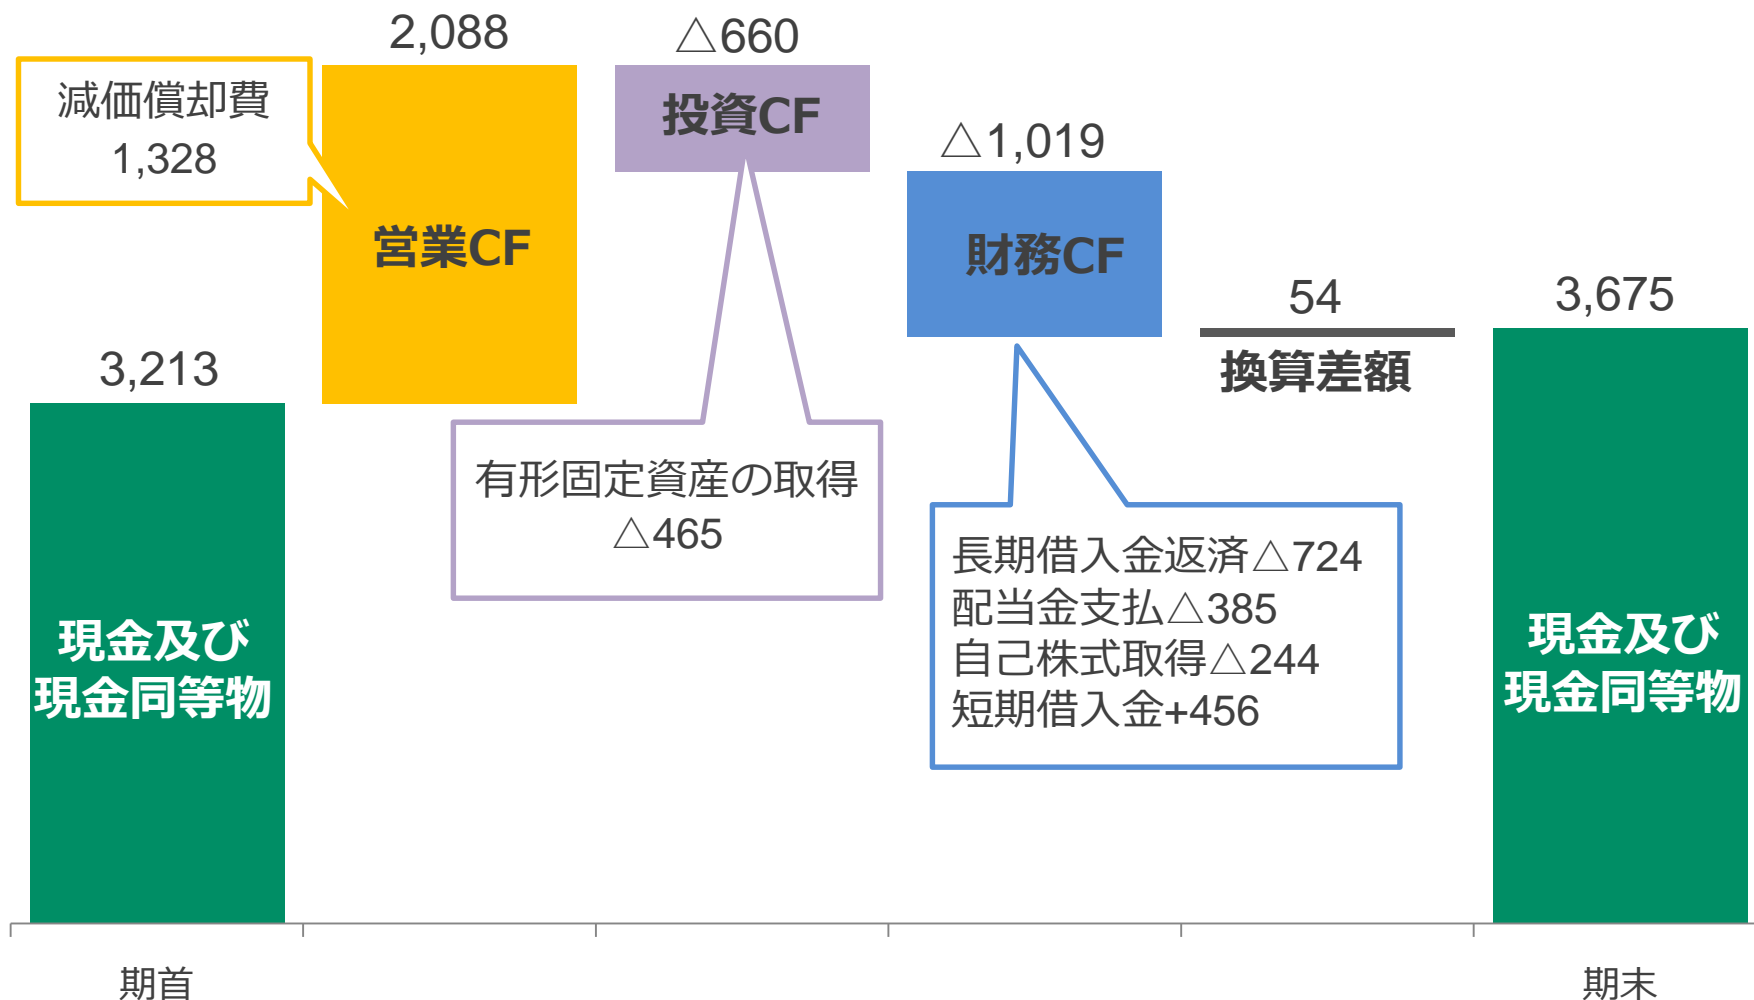 2,088
△660
減価償却費
1,328
投資CF
△1,019
営業CF
財務CF
54
3,675
3,213
換算差額
有形固定資産の取得
△465
長期借入金返済△724
配当金支払△385
自己株式取得△244
短期借入金+456
現金及び
現金同等物
現金及び
現金同等物
期首
期末